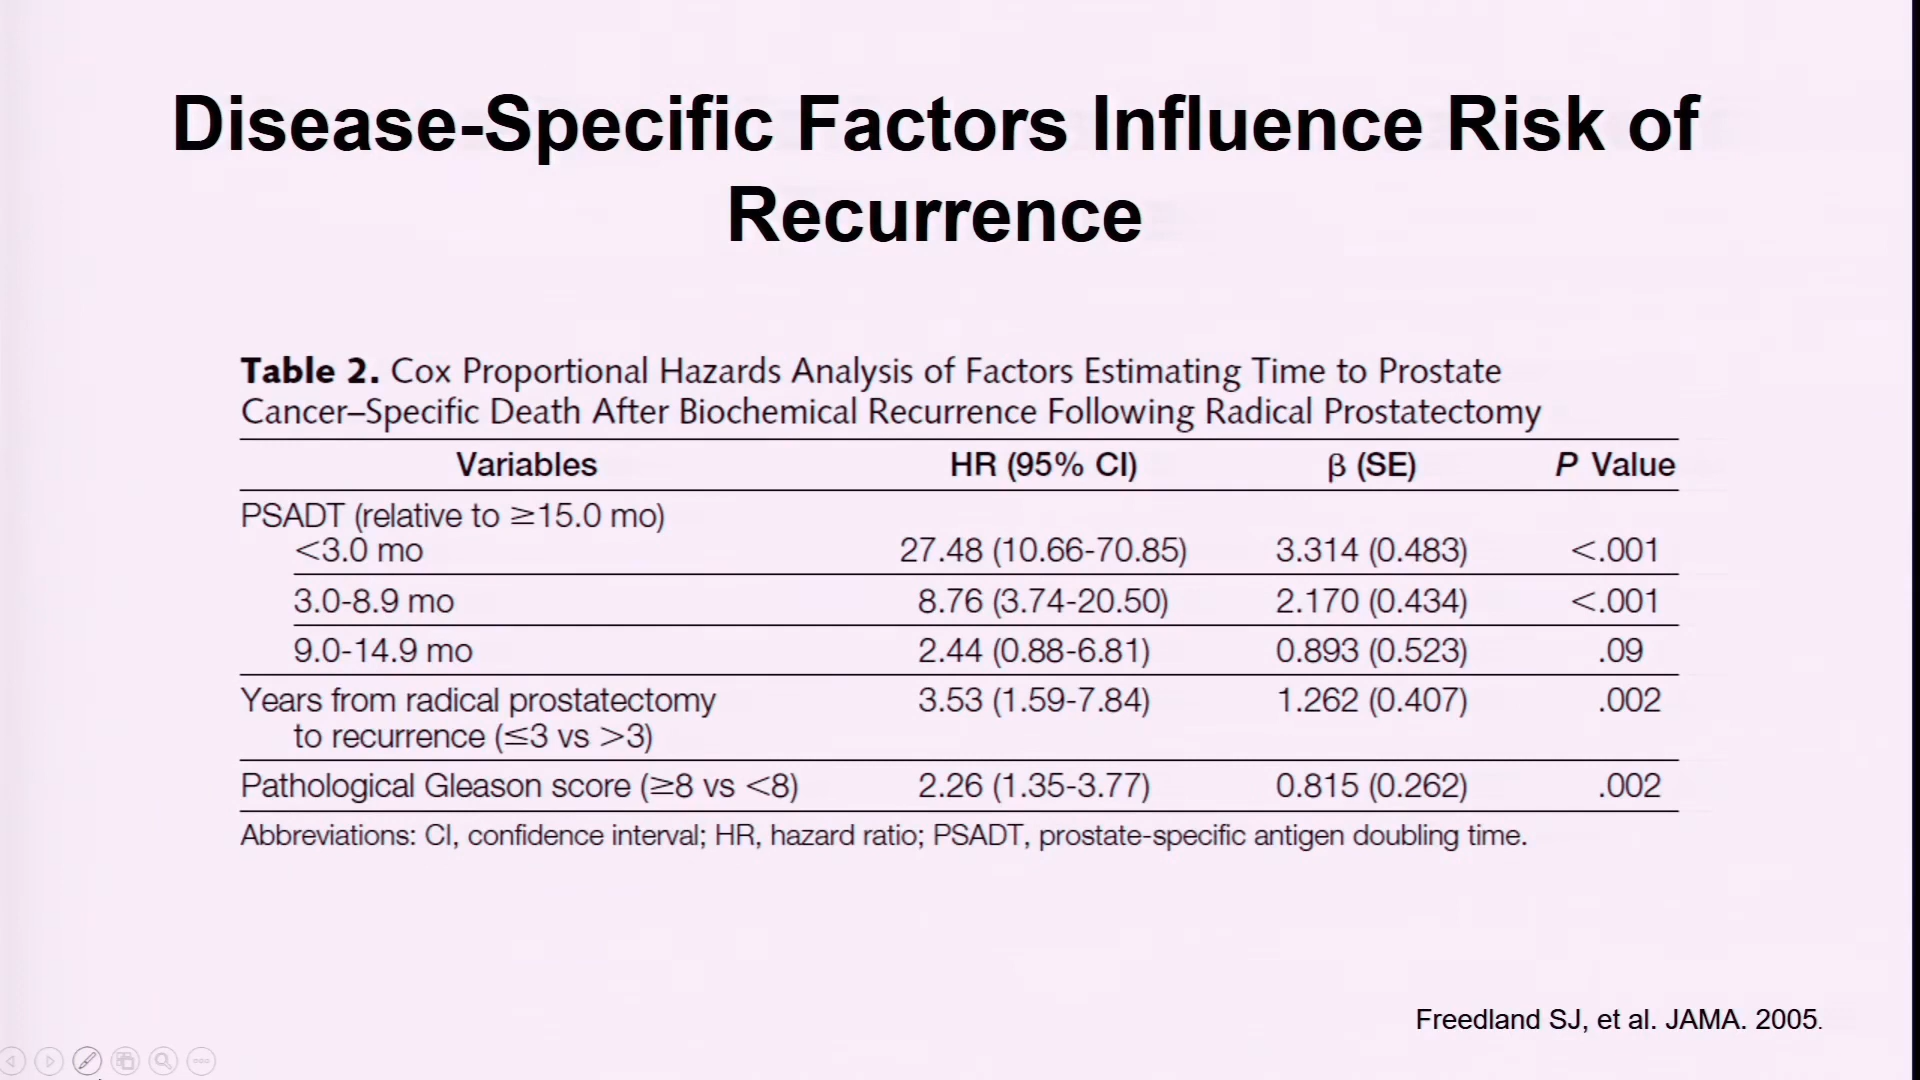 Disease-Specific Factors Influence Risk of
Recurrence
Table 2. Cox Proportional Hazards Analysis of Factors Estimating Time to Prostate
Cancer–Specific Death After Biochemical Recurrence Following Radical Prostatectomy
Variables HR (95% CI) β (SE) P Value
PSADT (relative to ≥15.0 mo)
<3.0 mo 27.48 (10.66-70.85) 3.314 (0.483) <.001
3.0-8.9 mo 8.76 (3.74-20.50) 2.170 (0.434) <.001
9.0-14.9 mo 2.44 (0.88-6.81) 0.893 (0.523) .09
Years from radical prostatectomy 3.53 (1.59-7.84) 1.262 (0.407) .002
to recurrence (≤3 vs >3)
Pathological Gleason score (≥8 vs <8) 2.26 (1.35-3.77) 0.815 (0.262) .002
Abbreviations: CI, confidence interval; HR, hazard ratio; PSADT, prostate-specific antigen doubling time.
Freedland SJ, et al. JAMA. 2005.